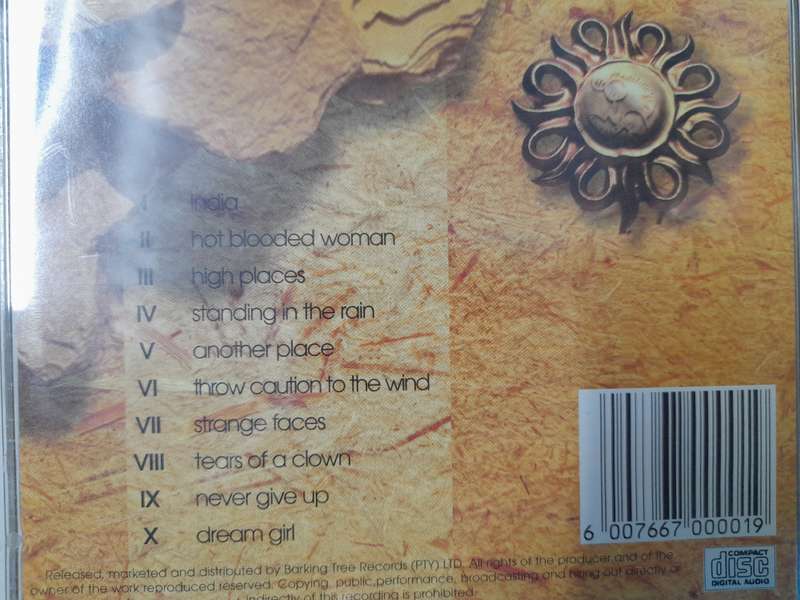 I india
II hot blooded woman
III high places
IV standing in the rain
V another place
VI throw caution to the wind
VII strange faces
VIII tears of a clown
IX never give up
X dream girl
6 007667 000019
COMPACT
disc
DIGITAL AUDIO
Released, marketed and distributed by Barking Tree Records (PTY) LTD. All rights of the producer and of the
owner of the work reproduced reserved. Copying, public performance, broadcasting and hiring out directly or
indirectly of this recording is prohibited.